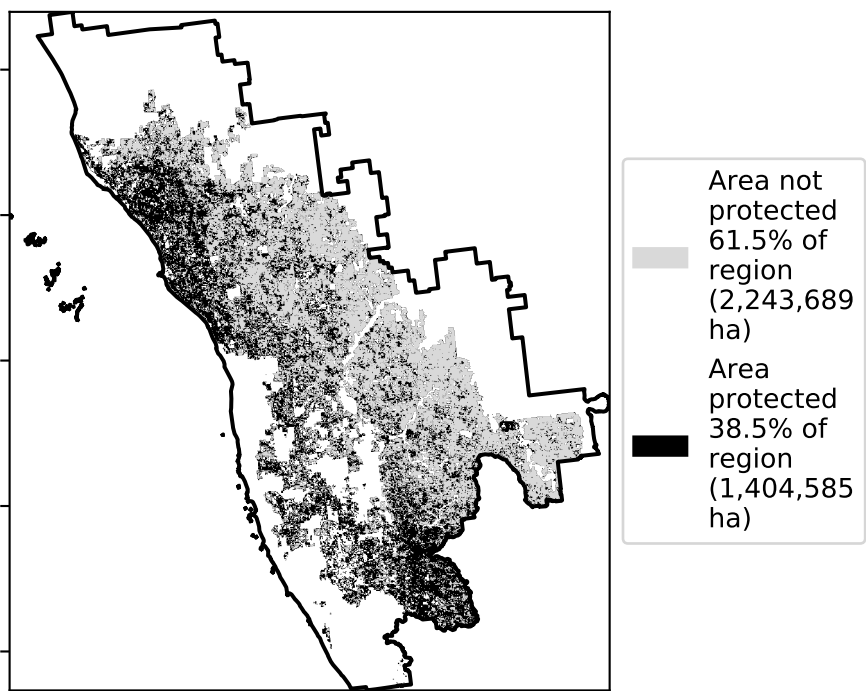 Area not
protected
61.5% of
region
(2,243,689
ha)
Area
protected
38.5% of
region
(1,404,585
ha)